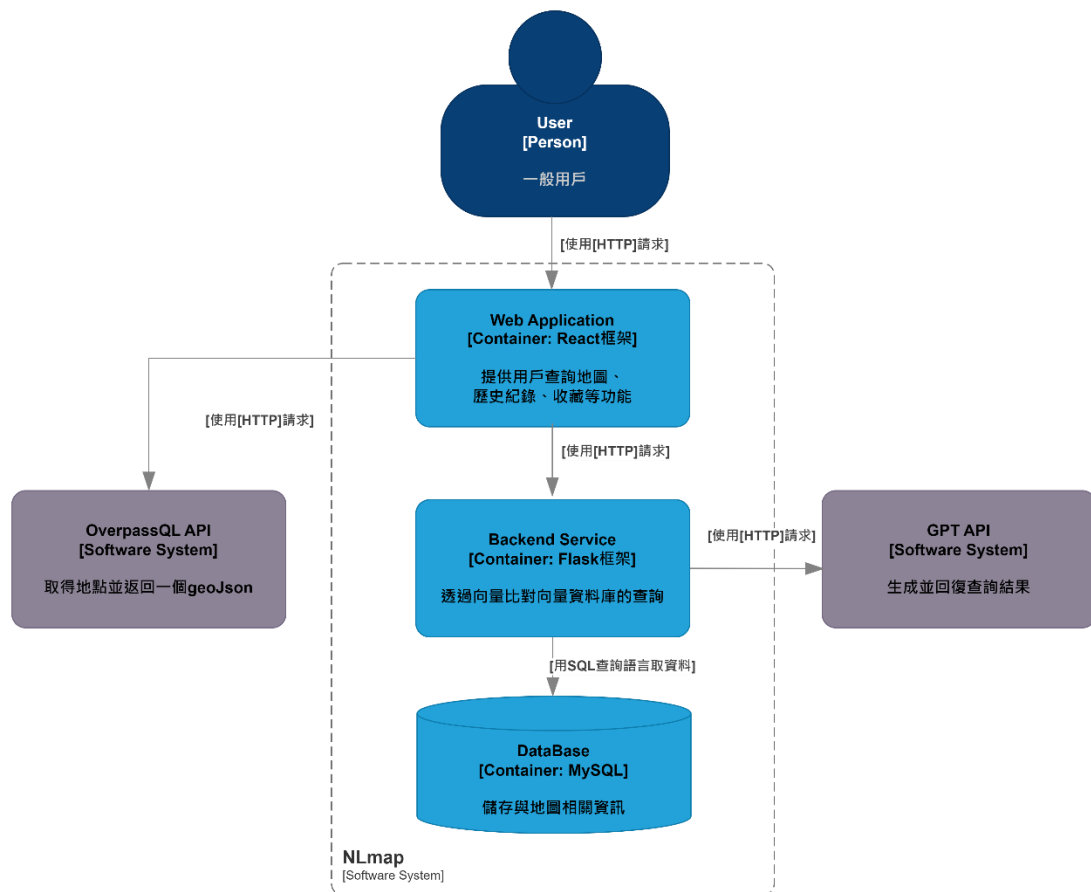 User
[Person]
一般用戶
[使用[HTTP]請求]
Web Application
[Container: React框架]
提供用戶查詢地圖、
歷史紀錄、收藏等功能
[使用[HTTP]請求]
[使用[HTTP]請求]
OverpassQL API
[Software System]
取得地點並返回一個geoJson
Backend Service
[Container: Flask框架]
透過向量比對向量資料庫的查詢
[使用[HTTP]請求]
GPT API
[Software System]
生成並回復查詢結果
[用SQL查詢語言取資料]
DataBase
[Container: MySQL]
儲存與地圖相關資訊
NLmap
[Software System]